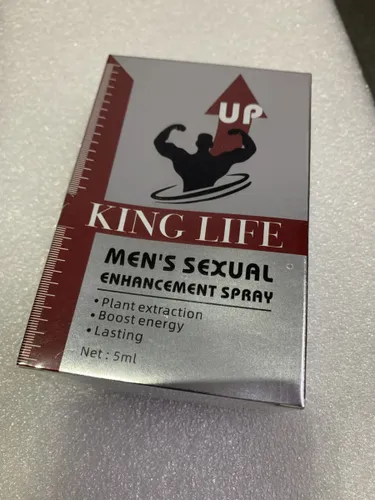 UP
KING LIFE
MEN'S SEXUAL
ENHANCEMENT SPRAY
• Plant extraction
• Boost energy
• Lasting
Net : 5ml